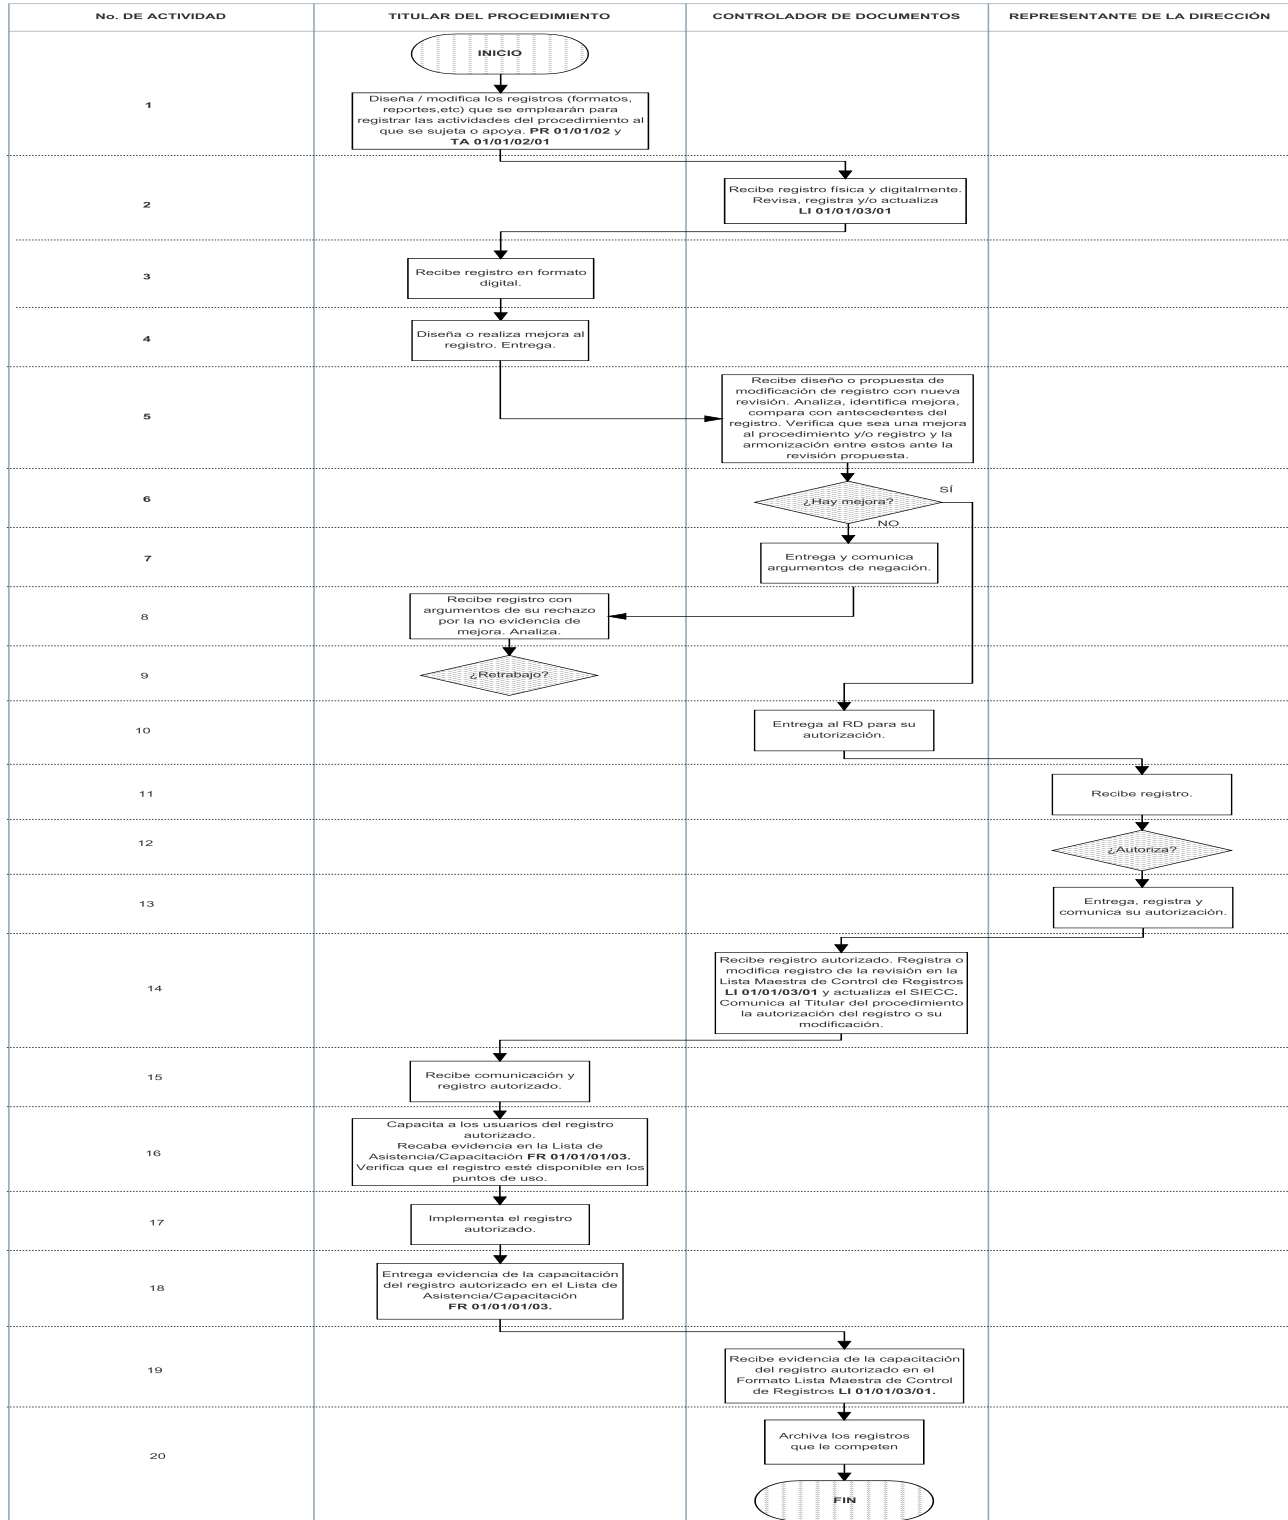 No. DE ACTIVIDAD
TITULAR DEL PROCEDIMIENTO
CONTROLADOR DE DOCUMENTOS
REPRESENTANTE DE LA DIRECCIÓN
INICIO
1
Diseña / modifica los registros (formatos,
reportes,etc) que se emplearán para
registrar las actividades del procedimiento al
que se sujeta o apoya. PR 01/01/02 y
TA 01/01/02/01
2
Recibe registro física y digitalmente.
Revisa, registra y/o actualiza
LI 01/01/03/01
3
Recibe registro en formato
digital.
4
Diseña o realiza mejora al
registro. Entrega.
5
Recibe diseño o propuesta de
modificación de registro con nueva
revisión. Analiza, identifica mejora,
compara con antecedentes del
registro. Verifica que sea una mejora
al procedimiento y/o registro y la
armonización entre estos ante la
revisión propuesta.
6
¿Hay mejora?
SÍ
NO
7
Entrega y comunica
argumentos de negación.
8
Recibe registro con
argumentos de su rechazo
por la no evidencia de
mejora. Analiza.
9
¿Retrabajo?
10
Entrega al RD para su
autorización.
11
Recibe registro.
12
¿Autoriza?
13
Entrega, registra y
comunica su autorización.
14
Recibe registro autorizado. Registra o
modifica registro de la revisión en la
Lista Maestra de Control de Registros
LI 01/01/03/01 y actualiza el SIECC.
Comunica al Titular del procedimiento
la autorización del registro o su
modificación.
15
Recibe comunicación y
registro autorizado.
16
Capacita a los usuarios del registro
autorizado.
Recaba evidencia en la Lista de
Asistencia/Capacitación FR 01/01/01/03.
Verifica que el registro esté disponible en los
puntos de uso.
17
Implementa el registro
autorizado.
18
Entrega evidencia de la capacitación
del registro autorizado en el Lista de
Asistencia/Capacitación
FR 01/01/01/03.
19
Recibe evidencia de la capacitación
del registro autorizado en el
Formato Lista Maestra de Control
de Registros LI 01/01/03/01.
20
Archiva los registros
que le competen
FIN